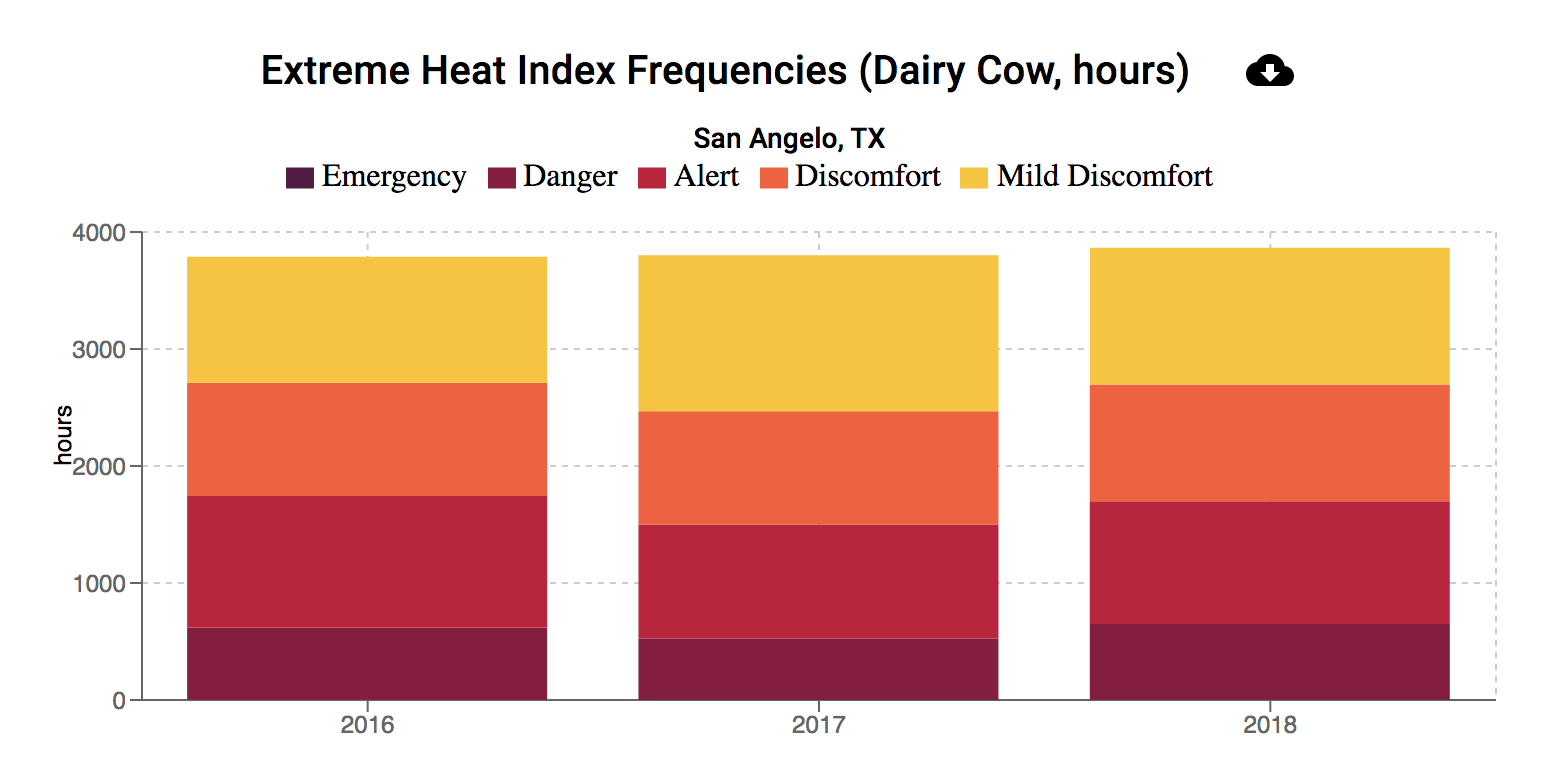 Extreme Heat Index Frequencies (Dairy Cow, hours)
San Angelo, TX
Emergency Danger Alert Discomfort Mild Discomfort
4000
3000
hours
2000
1000
0
2016 2017 2018